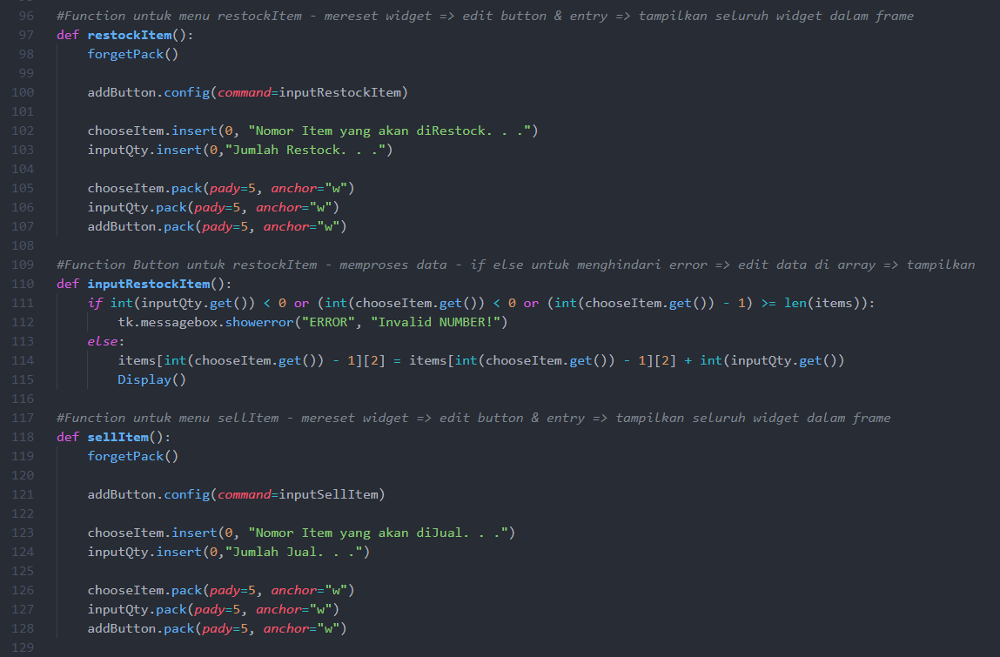 96 #Function untuk menu restockItem - mereset widget => edit button & entry => tampilkan seluruh widget dalam frame
97 def restockItem():
98     forgetPack()
99
100     addButton.config(command=inputRestockItem)
101
102     chooseItem.insert(0, "Nomor Item yang akan diRestock. . .")
103     inputQty.insert(0,"Jumlah Restock. . .")
104
105     chooseItem.pack(pady=5, anchor="w")
106     inputQty.pack(pady=5, anchor="w")
107     addButton.pack(pady=5, anchor="w")
108
109 #Function Button untuk restockItem - memproses data - if else untuk menghindari error => edit data di array => tampilkan
110 def inputRestockItem():
111     if int(inputQty.get()) < 0 or (int(chooseItem.get()) < 0 or (int(chooseItem.get()) - 1) >= len(items)):
112         tk.messagebox.showerror("ERROR", "Invalid NUMBER!")
113     else:
114         items[int(chooseItem.get()) - 1][2] = items[int(chooseItem.get()) - 1][2] + int(inputQty.get())
115         Display()
116
117 #Function untuk menu sellItem - mereset widget => edit button & entry => tampilkan seluruh widget dalam frame
118 def sellItem():
119     forgetPack()
120
121     addButton.config(command=inputSellItem)
122
123     chooseItem.insert(0, "Nomor Item yang akan diJual. . .")
124     inputQty.insert(0,"Jumlah Jual. . .")
125
126     chooseItem.pack(pady=5, anchor="w")
127     inputQty.pack(pady=5, anchor="w")
128     addButton.pack(pady=5, anchor="w")
129